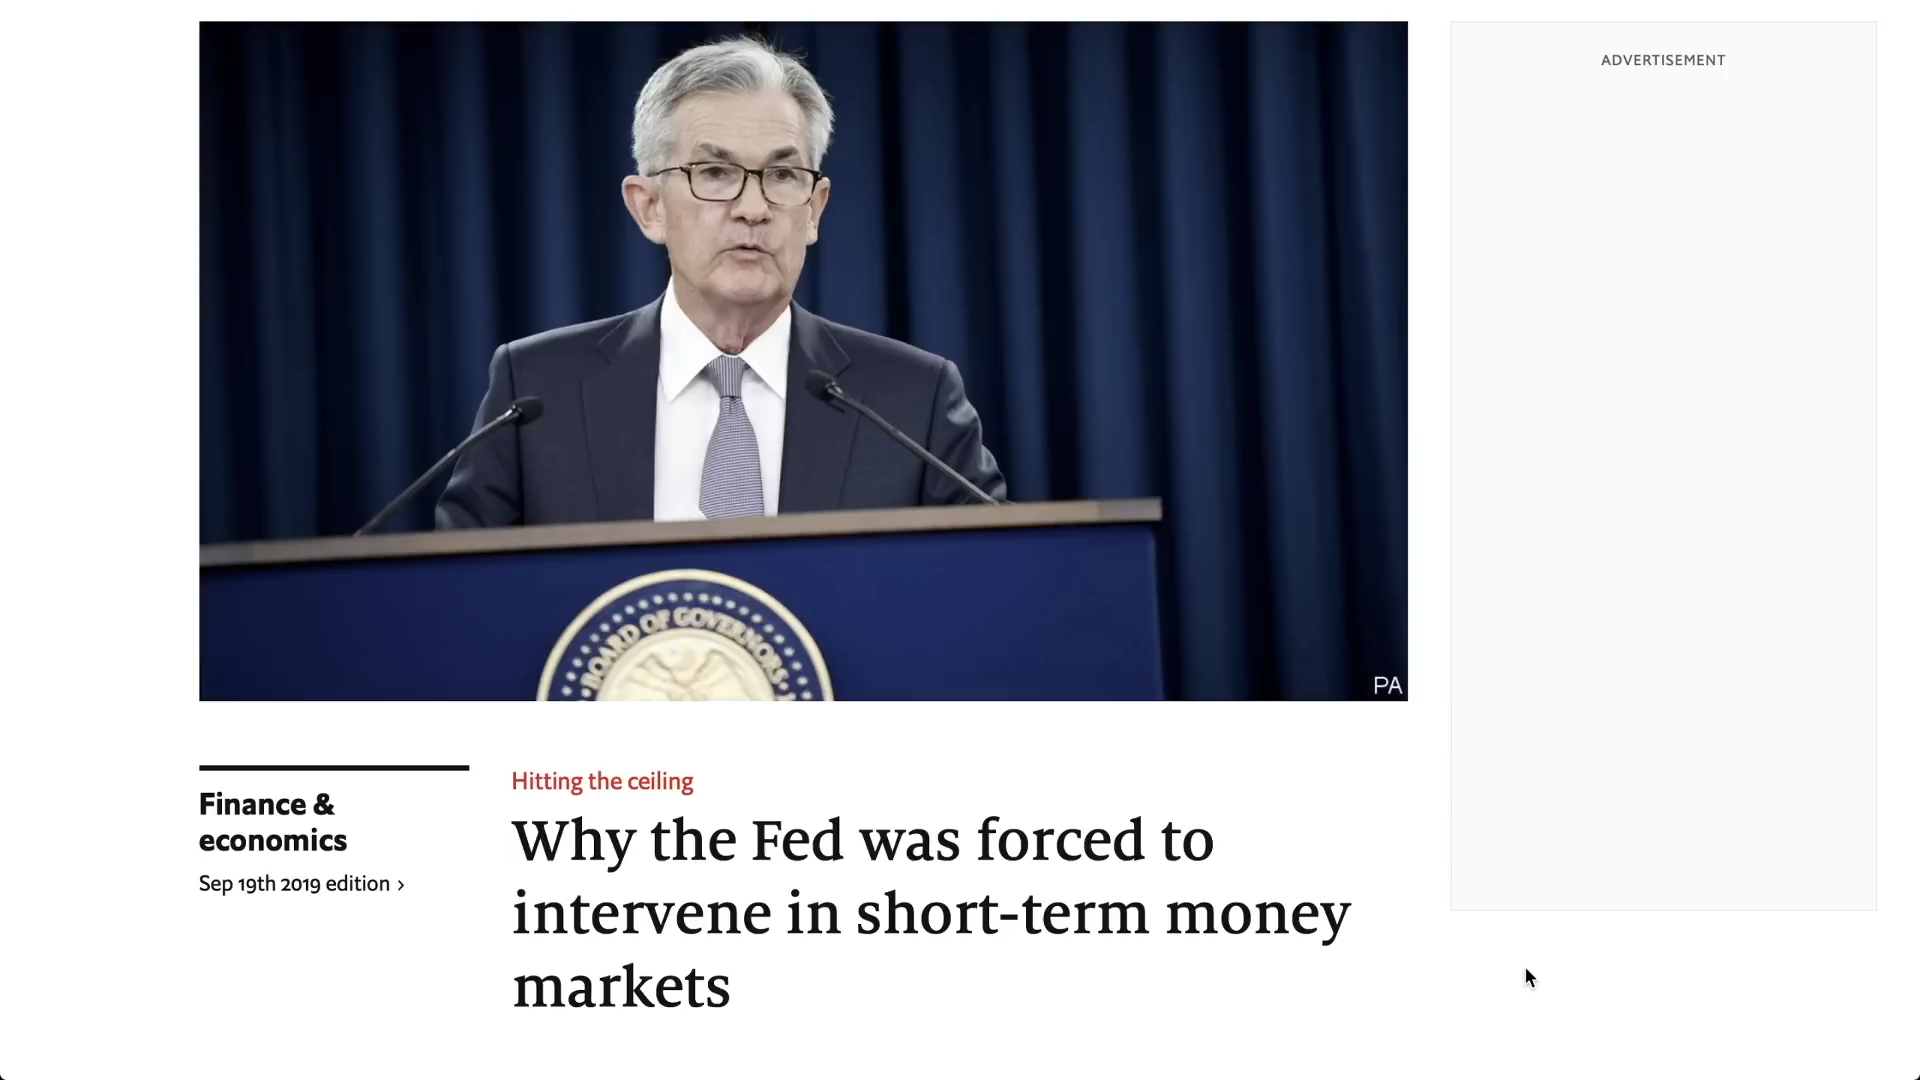 ADVERTISEMENT
BOARD OF GOVERNORS
PA
Finance &
economics
Sep 19th 2019 edition ›
Hitting the ceiling
Why the Fed was forced to
intervene in short-term money
markets